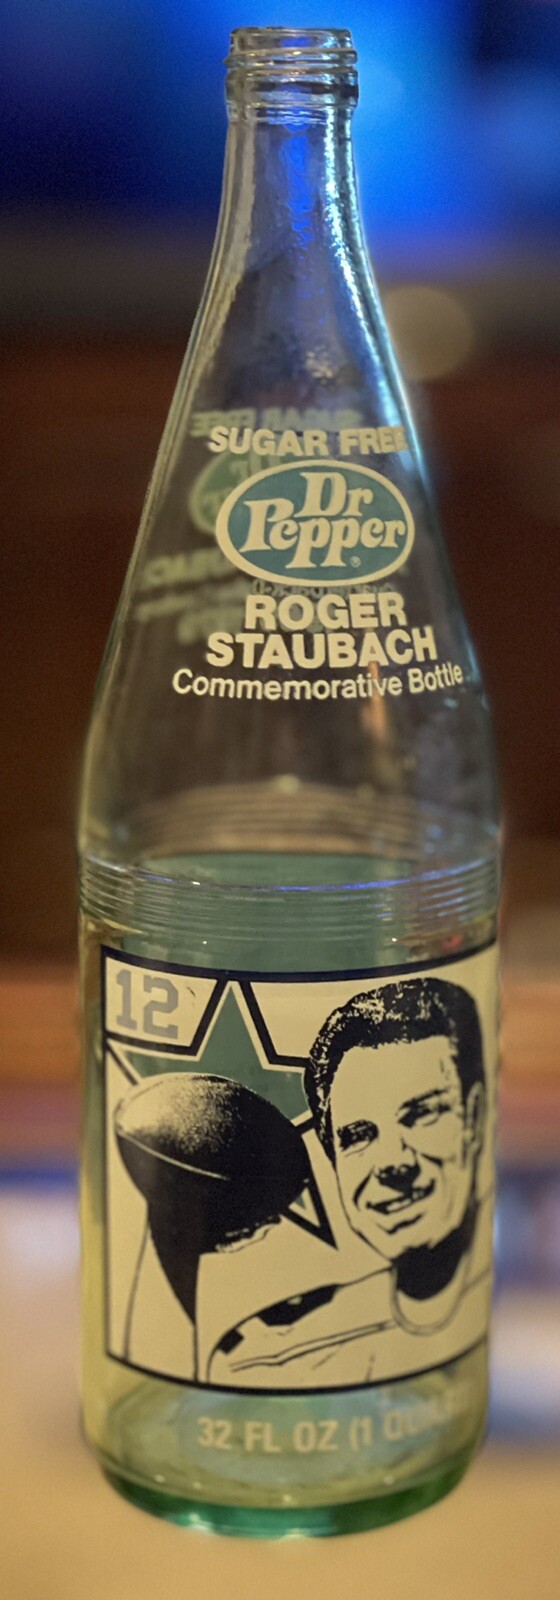 SUGAR FREE
Dr
Pepper®
ROGER
STAUBACH
Commemorative Bottle
12
32 FL OZ (1